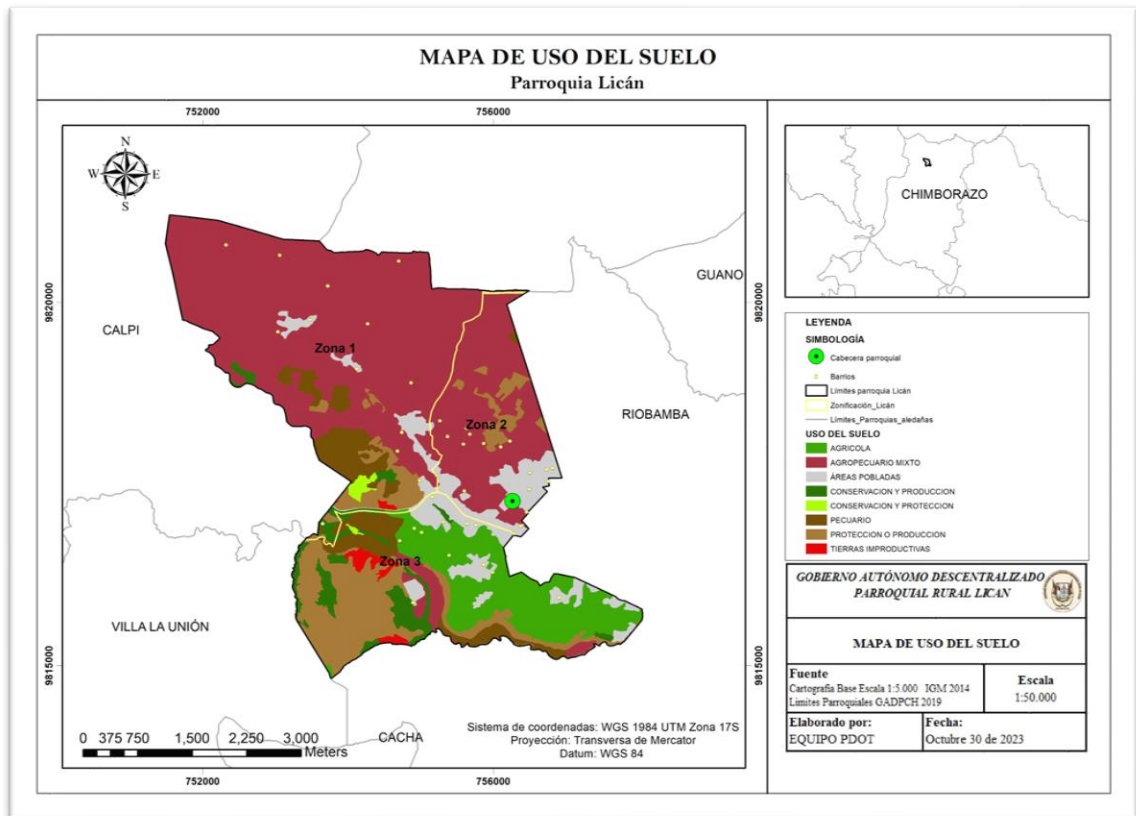 MAPA DE USO DEL SUELO
Parroquia Licán
752000
756000
N
W
E
S
9820000
9820000
GUANO
CALPI
Zona 1
RIOBAMBA
Zona 2
Zona 3
VILLA LA UNIÓN
9815000
9815000
CACHA
0 375 750 1,500 2,250 3,000
Meters
Sistema de coordenadas: WGS 1984 UTM Zona 17S
Proyección: Transversa de Mercator
Datum: WGS 84
752000
756000
CHIMBORAZO
LEYENDA
SIMBOLOGÍA
Cabecera parroquial
Barrios
Límites parroquia Licán
Zonificación_Licán
Límites_Parroquias_aledañas
USO DEL SUELO
AGRICOLA
AGROPECUARIO MIXTO
ÁREAS POBLADAS
CONSERVACION Y PRODUCCION
CONSERVACION Y PROTECCION
PECUARIO
PROTECCION O PRODUCCION
TIERRAS IMPRODUCTIVAS
GOBIERNO AUTÓNOMO DESCENTRALIZADO
PARROQUIAL RURAL LICAN
MAPA DE USO DEL SUELO
Fuente
Cartografia Base Escala 1:5.000 IGM 2014
Limites Parroquiales GADPCH 2019
Escala
1:50.000
Elaborado por:
EQUIPO PDOT
Fecha:
Octubre 30 de 2023